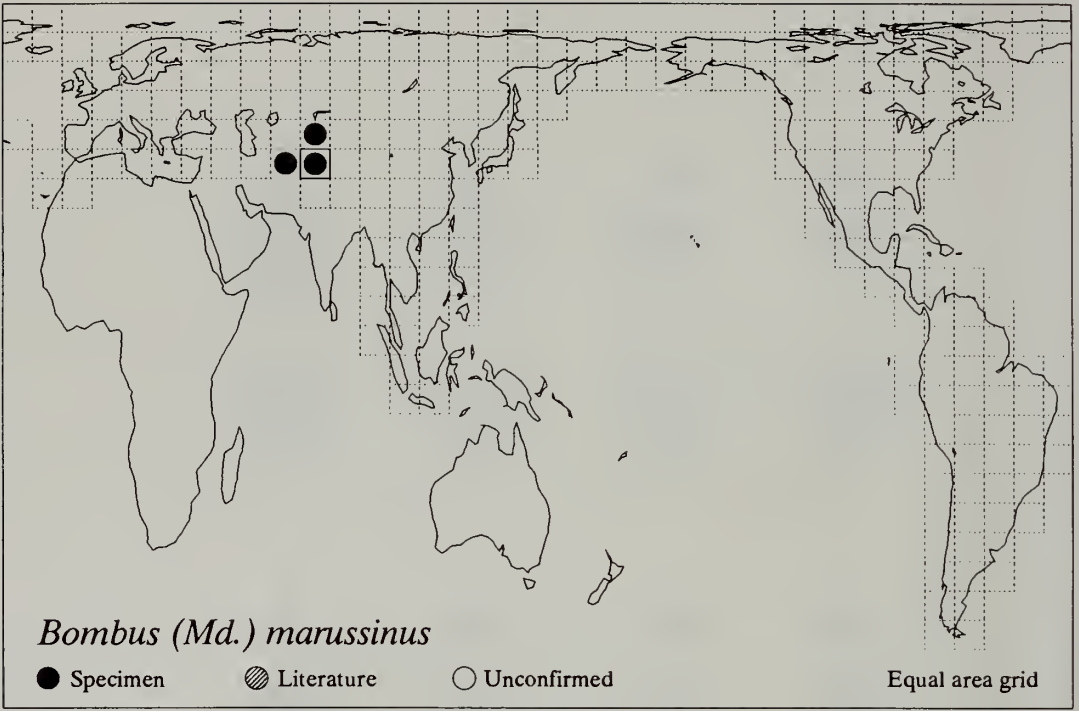 Bombus (Md.) marussinus
Specimen Literature Unconfirmed Equal area grid